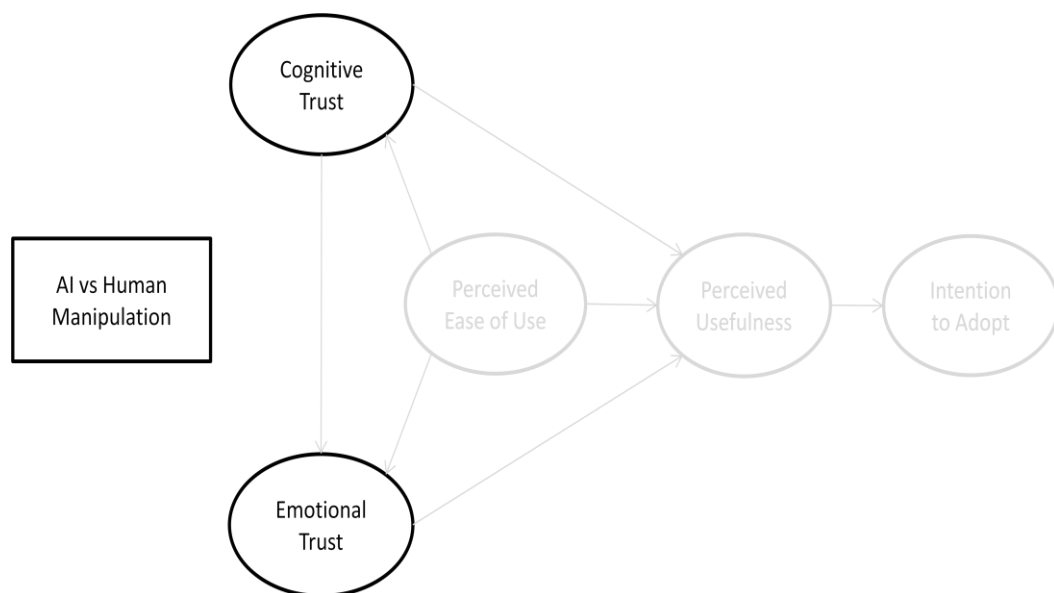 Cognitive
Trust
AI vs Human
Manipulation
Perceived
Ease of Use
Perceived
Usefulness
Intention
to Adopt
Emotional
Trust